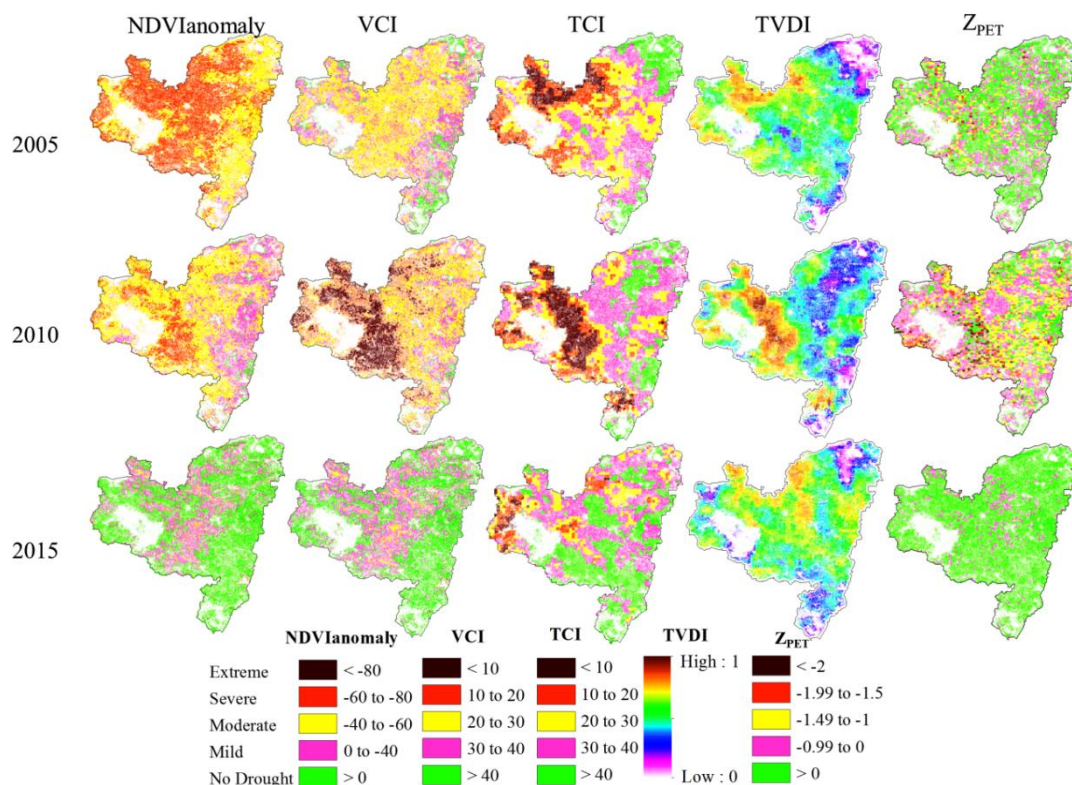 NDVIanomaly VCI TCI TVDI ZPET
2005
2010
2015
NDVIanomaly VCI TCI TVDI ZPET
Extreme < -80 < 10 < 10 High : 1 < -2
Severe -60 to -80 10 to 20 10 to 20 -1.99 to -1.5
Moderate -40 to -60 20 to 30 20 to 30 -1.49 to -1
Mild 0 to -40 30 to 40 30 to 40 -0.99 to 0
No Drought > 0 > 40 > 40 Low : 0 > 0